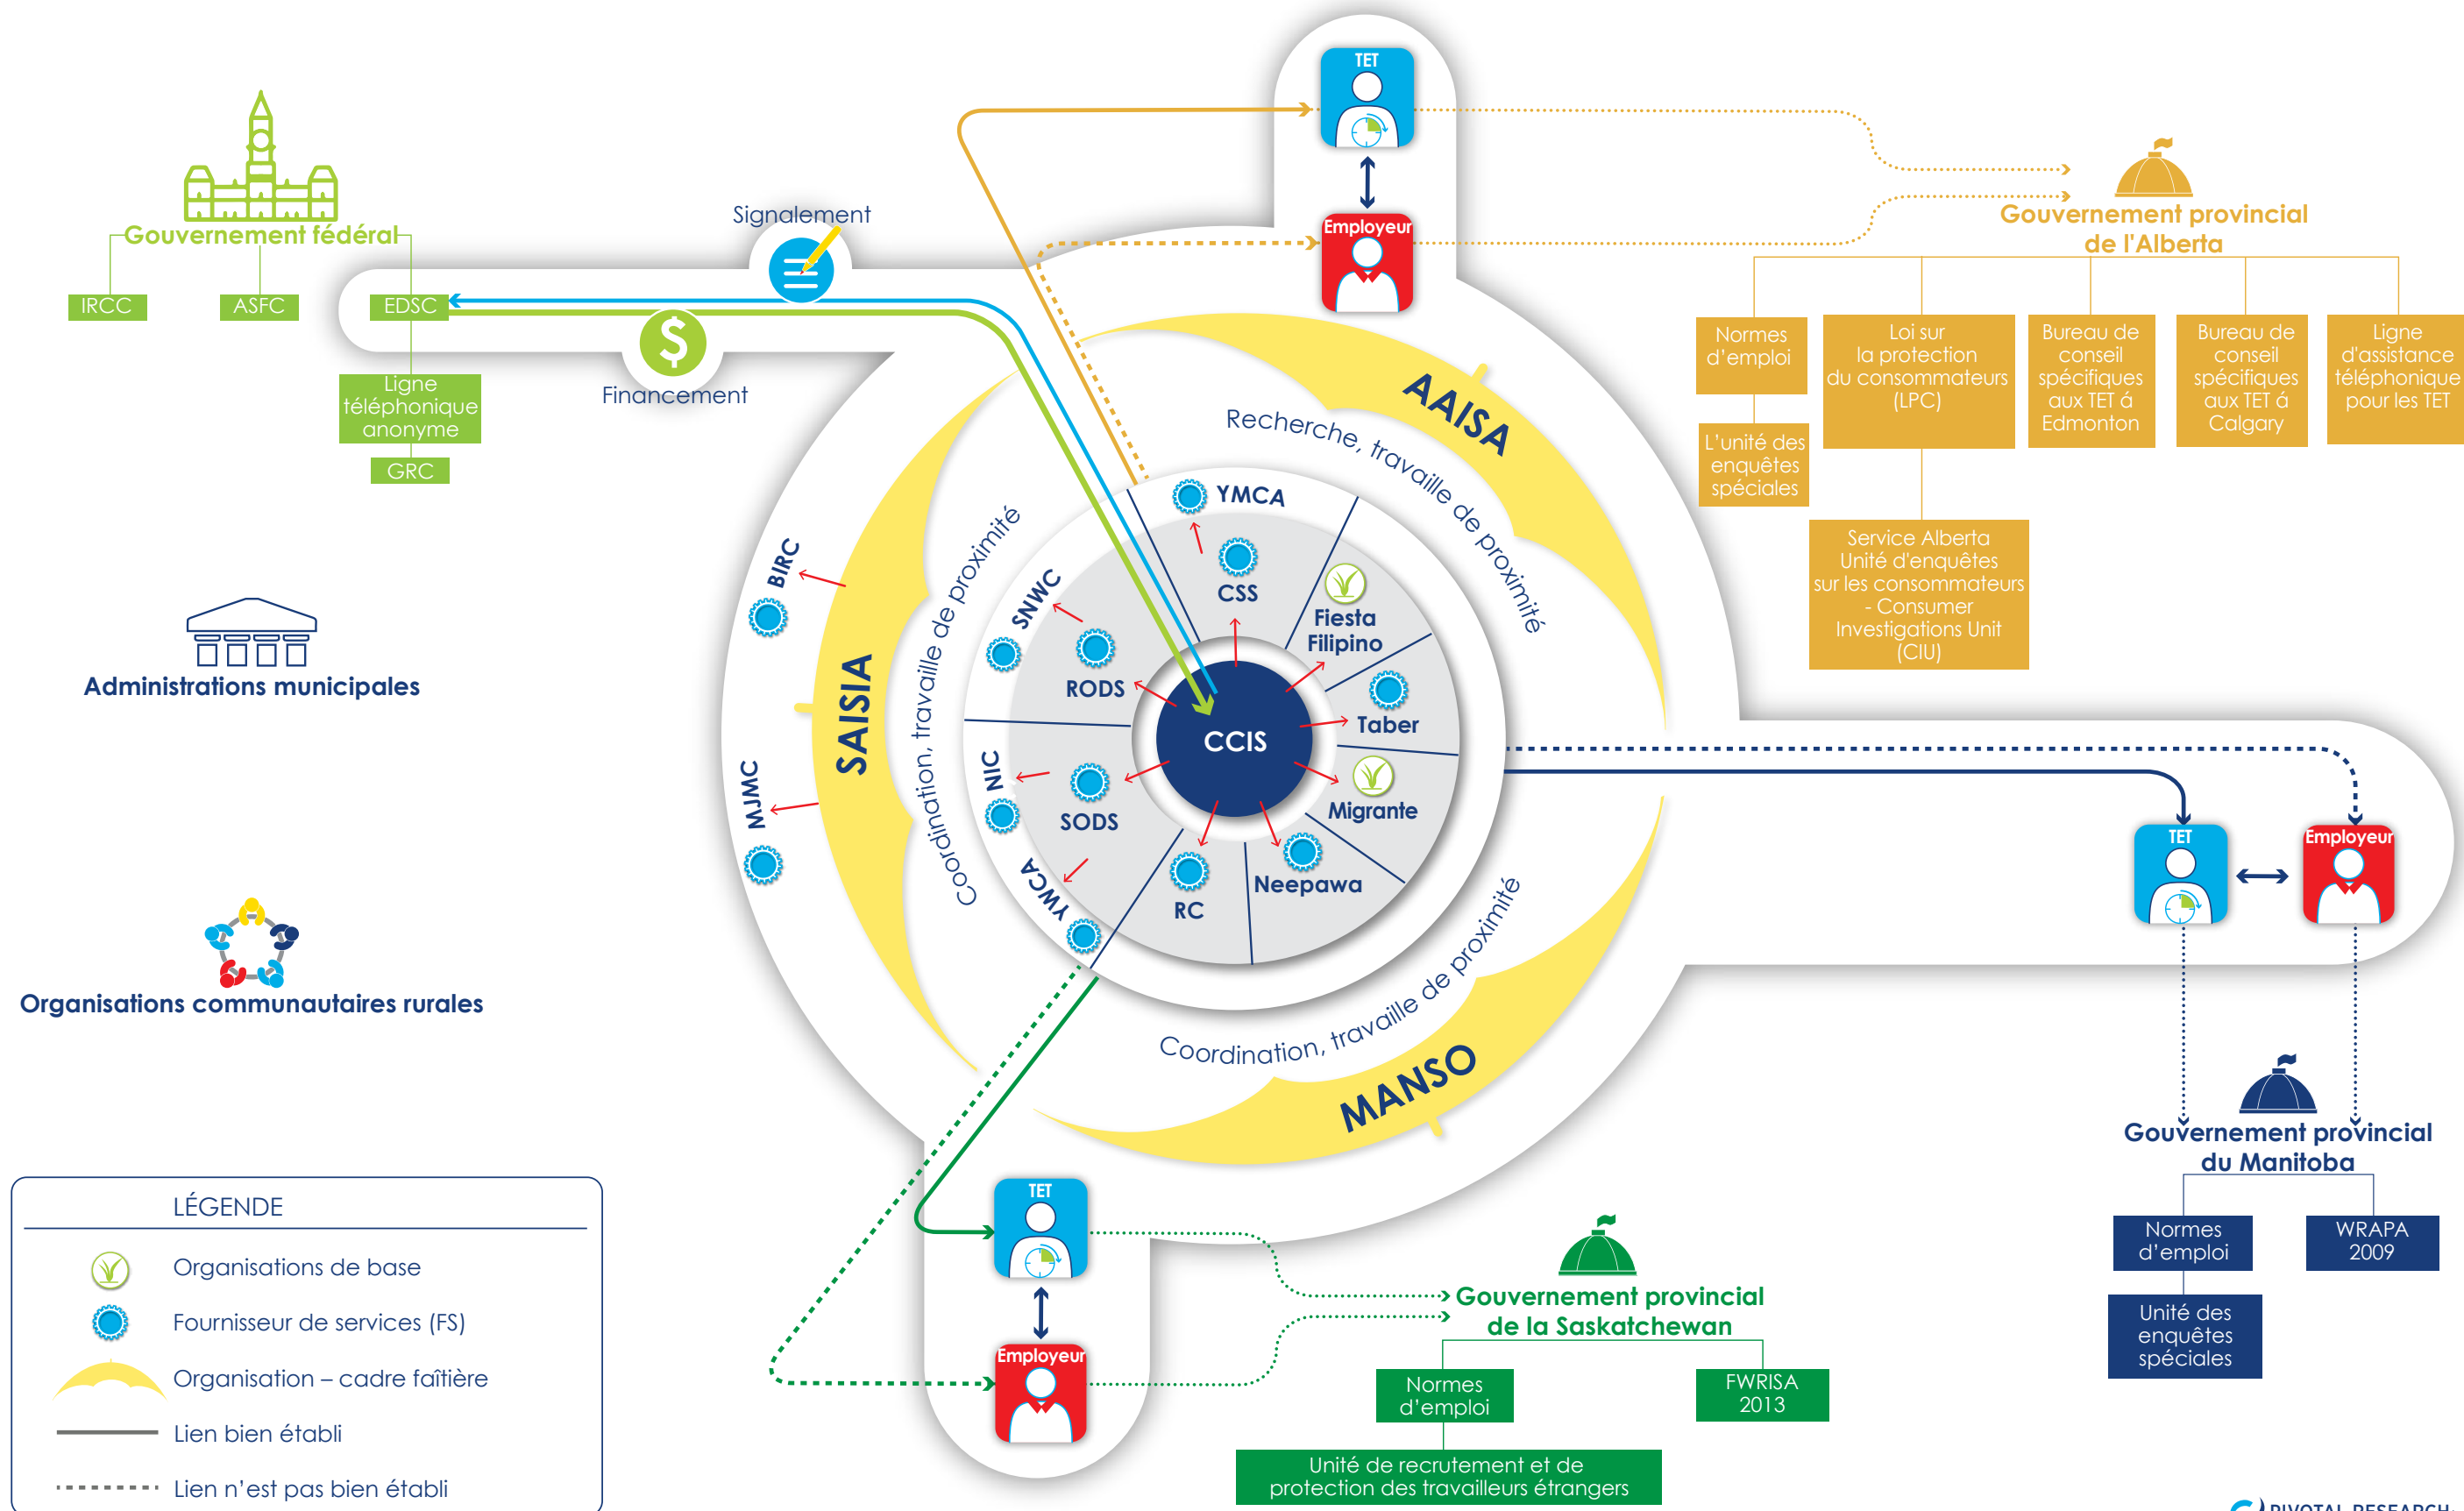 TET
Employeur
Gouvernement fédéral
IRCC
ASFC
EDSC
Ligne
téléphonique
anonyme
GRC
Signalement
Financement
Administrations municipales
Organisations communautaires rurales
Gouvernement provincial
de l'Alberta
Normes
d'emploi
L'unité des
enquêtes
spéciales
Loi sur
la protection
du consommateurs
(LPC)
Service Alberta
Unité d'enquêtes
sur les consommateurs
- Consumer
Investigations Unit
(CIU)
Bureau de
conseil
spécifiques
aux TET á
Edmonton
Bureau de
conseil
spécifiques
aux TET á
Calgary
Ligne
d'assistance
téléphonique
pour les TET
AAISA
Recherche, travaille de proximité
SAISIA
Coordination, travaille de proximité
MANSO
Coordination, travaille de proximité
BIRC
MJWC
YMCA
CSS
Fiesta
Filipino
Taber
Migrante
Neepawa
RC
YWCA
SODS
NIC
RODS
SNWC
CCIS
TET
Employeur
Gouvernement provincial
du Manitoba
Normes
d'emploi
Unité des
enquêtes
spéciales
WRAPA
2009
TET
Employeur
Gouvernement provincial
de la Saskatchewan
Normes
d'emploi
FWRISA
2013
Unité de recrutement et de
protection des travailleurs étrangers
LÉGENDE
Organisations de base
Fournisseur de services (FS)
Organisation – cadre faîtière
Lien bien établi
Lien n'est pas bien établi
PIVOTAL RESEARCH